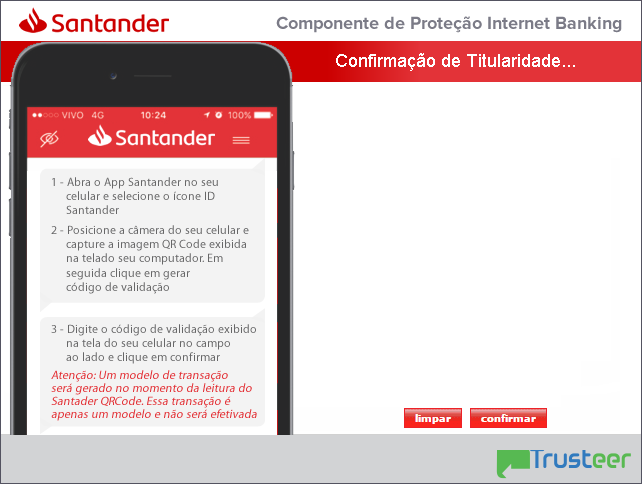 Santander
Componente de Proteção Internet Banking
Confirmação de Titularidade...
VIVO 4G 10:24 100%
Santander
1 - Abra o App Santander no seu
celular e selecione o ícone ID
Santander
2 - Posicione a câmera do seu celular e
capture a imagem QR Code exibida
na telado seu computador. Em
seguida clique em gerar
código de validação
3 - Digite o código de validação exibido
na tela do seu celular no campo
ao lado e clique em confirmar
Atenção: Um modelo de transação
será gerado no momento da leitura do
Santader QRCode. Essa transação é
apenas um modelo e não será efetivada
limpar confirmar
Trusteer